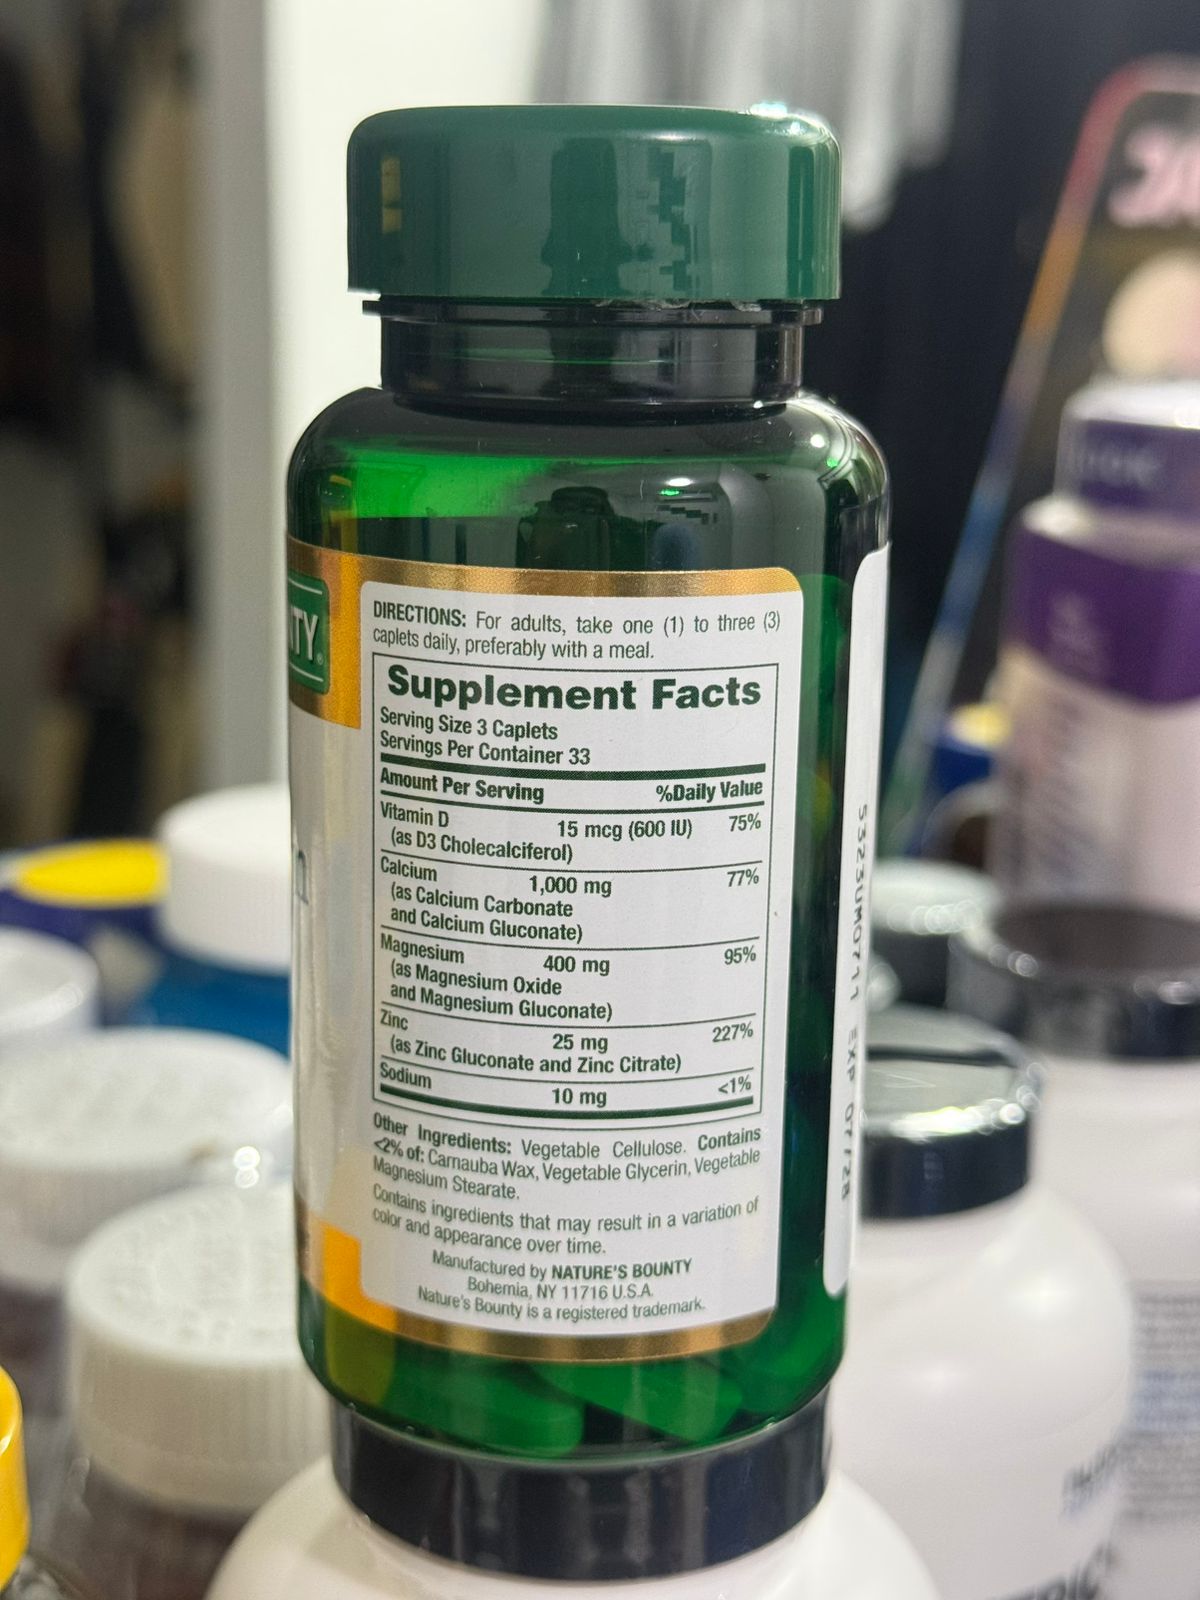 NTY®
DIRECTIONS: For adults, take one (1) to three (3)
caplets daily, preferably with a meal.
Supplement Facts
Serving Size 3 Caplets
Servings Per Container 33
Amount Per Serving %Daily Value
Vitamin D 15 mcg (600 IU) 75%
(as D3 Cholecalciferol)
Calcium 1,000 mg 77%
(as Calcium Carbonate
and Calcium Gluconate)
Magnesium 400 mg 95%
(as Magnesium Oxide
and Magnesium Gluconate)
Zinc 25 mg 227%
(as Zinc Gluconate and Zinc Citrate)
Sodium 10 mg <1%
Other Ingredients: Vegetable Cellulose. Contains
<2% of: Carnauba Wax, Vegetable Glycerin, Vegetable
Magnesium Stearate.
Contains ingredients that may result in a variation of
color and appearance over time.
Manufactured by NATURE'S BOUNTY
Bohemia, NY 11716 U.S.A.
Nature's Bounty is a registered trademark.
5323UM071 1 EXP 07/28